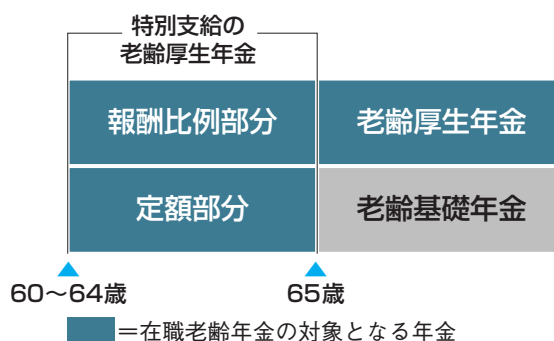 特別支給の
老齢厚生年金
報酬比例部分
老齢厚生年金
定額部分
老齢基礎年金
60〜64歳
65歳
=在職老齢年金の対象となる年金